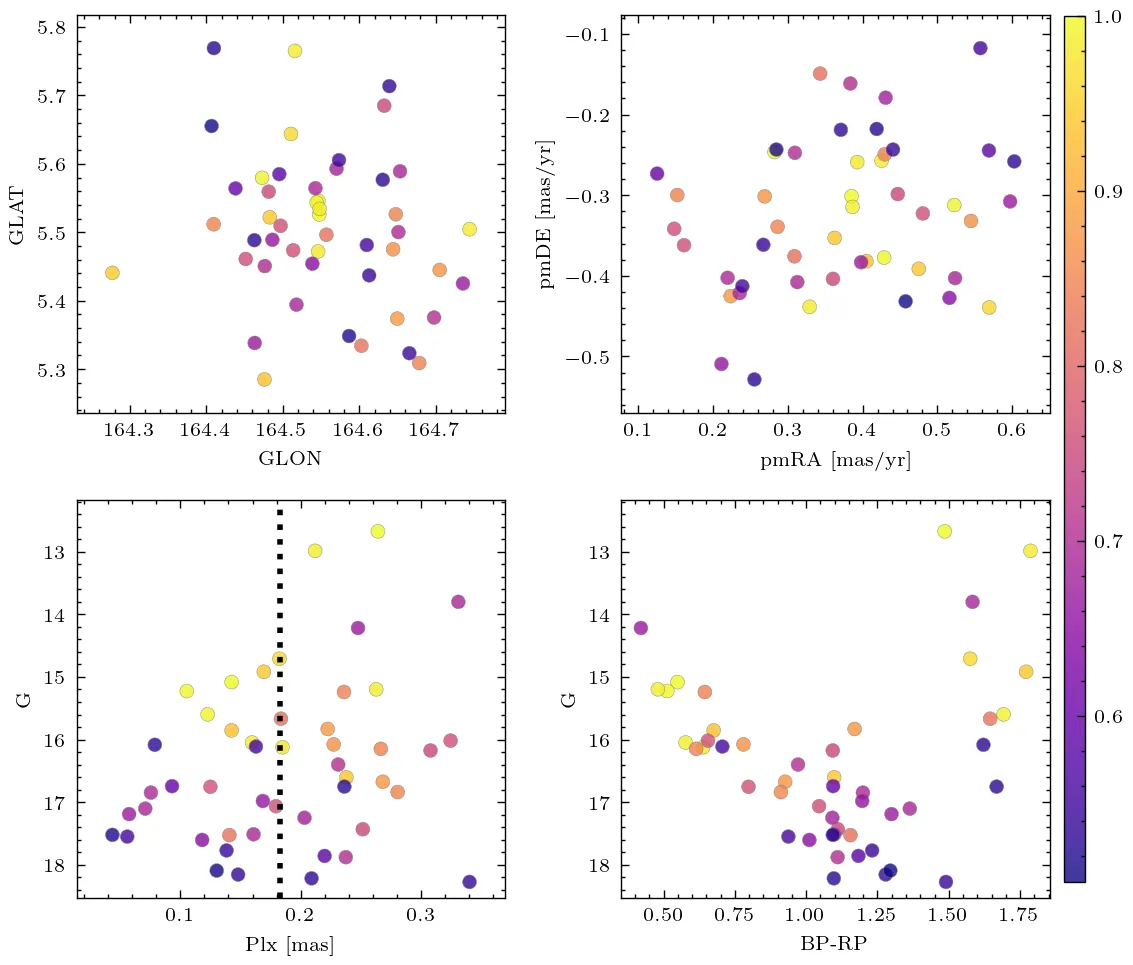 5.8
5.7
5.6
5.5
5.4
5.3
GLAT
164.3 164.4 164.5 164.6 164.7
GLON
−0.1
−0.2
−0.3
−0.4
−0.5
pmDE [mas/yr]
0.1 0.2 0.3 0.4 0.5 0.6
pmRA [mas/yr]
1.0
0.9
0.8
0.7
0.6
13
14
15
16
17
18
G
0.1 0.2 0.3
Plx [mas]
13
14
15
16
17
18
G
0.50 0.75 1.00 1.25 1.50 1.75
BP-RP